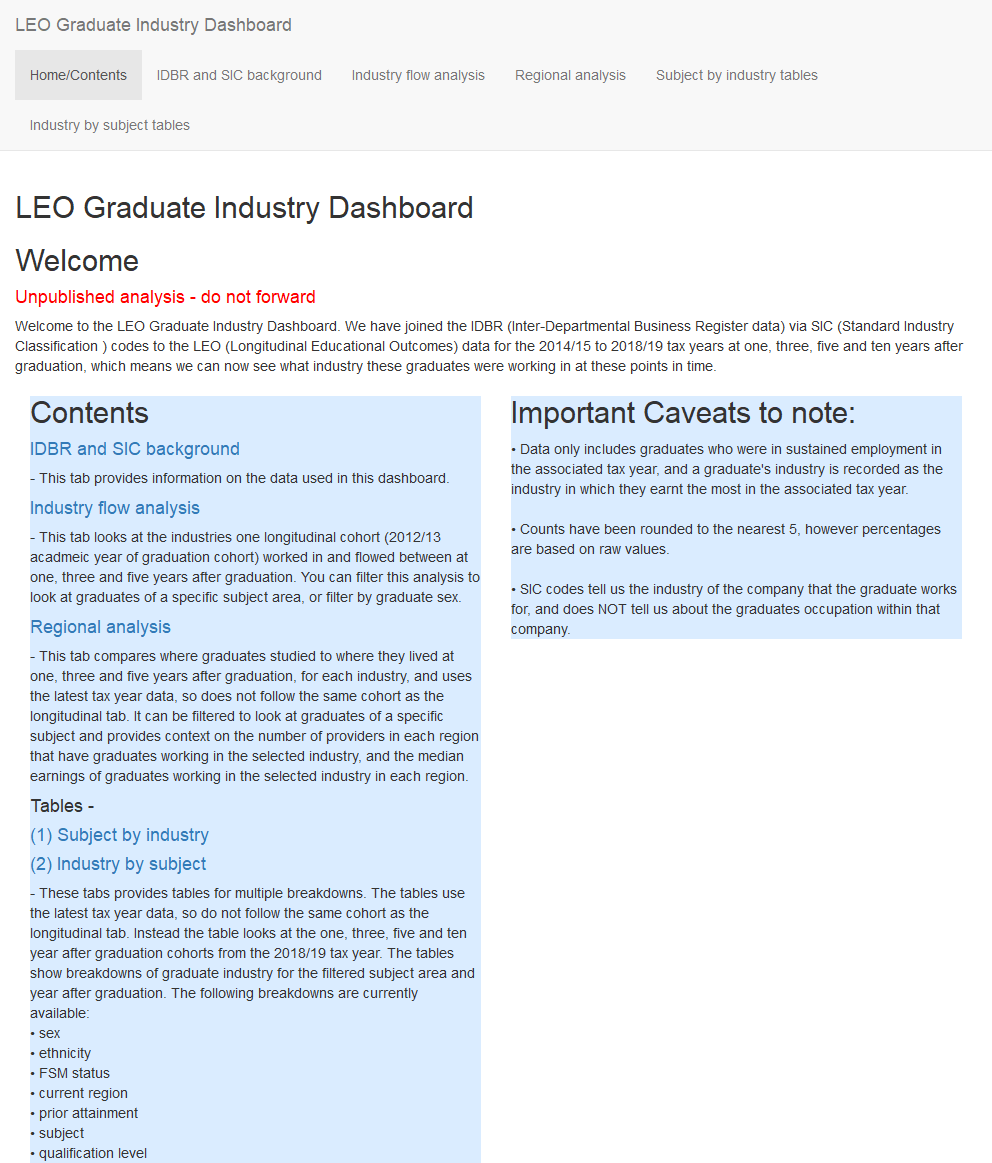 LEO Graduate Industry Dashboard
Home/Contents
IDBR and SIC background
Industry flow analysis
Regional analysis
Subject by industry tables
Industry by subject tables
LEO Graduate Industry Dashboard
Welcome
Unpublished analysis - do not forward
Welcome to the LEO Graduate Industry Dashboard. We have joined the IDBR (Inter-Departmental Business Register data) via SIC (Standard Industry
Classification ) codes to the LEO (Longitudinal Educational Outcomes) data for the 2014/15 to 2018/19 tax years at one, three, five and ten years after
graduation, which means we can now see what industry these graduates were working in at these points in time.
Contents
IDBR and SIC background
- This tab provides information on the data used in this dashboard.
Industry flow analysis
- This tab looks at the industries one longitudinal cohort (2012/13
acadmeic year of graduation cohort) worked in and flowed between at
one, three and five years after graduation. You can filter this analysis to
look at graduates of a specific subject area, or filter by graduate sex.
Regional analysis
- This tab compares where graduates studied to where they lived at
one, three and five years after graduation, for each industry, and uses
the latest tax year data, so does not follow the same cohort as the
longitudinal tab. It can be filtered to look at graduates of a specific
subject and provides context on the number of providers in each region
that have graduates working in the selected industry, and the median
earnings of graduates working in the selected industry in each region.
Tables -
(1) Subject by industry
(2) Industry by subject
- These tabs provides tables for multiple breakdowns. The tables use
the latest tax year data, so do not follow the same cohort as the
longitudinal tab. Instead the table looks at the one, three, five and ten
year after graduation cohorts from the 2018/19 tax year. The tables
show breakdowns of graduate industry for the filtered subject area and
year after graduation. The following breakdowns are currently
available:
• sex
• ethnicity
• FSM status
• current region
• prior attainment
• subject
• qualification level
Important Caveats to note:
• Data only includes graduates who were in sustained employment in
the associated tax year, and a graduate's industry is recorded as the
industry in which they earnt the most in the associated tax year.
• Counts have been rounded to the nearest 5, however percentages
are based on raw values.
• SIC codes tell us the industry of the company that the graduate works
for, and does NOT tell us about the graduates occupation within that
company.